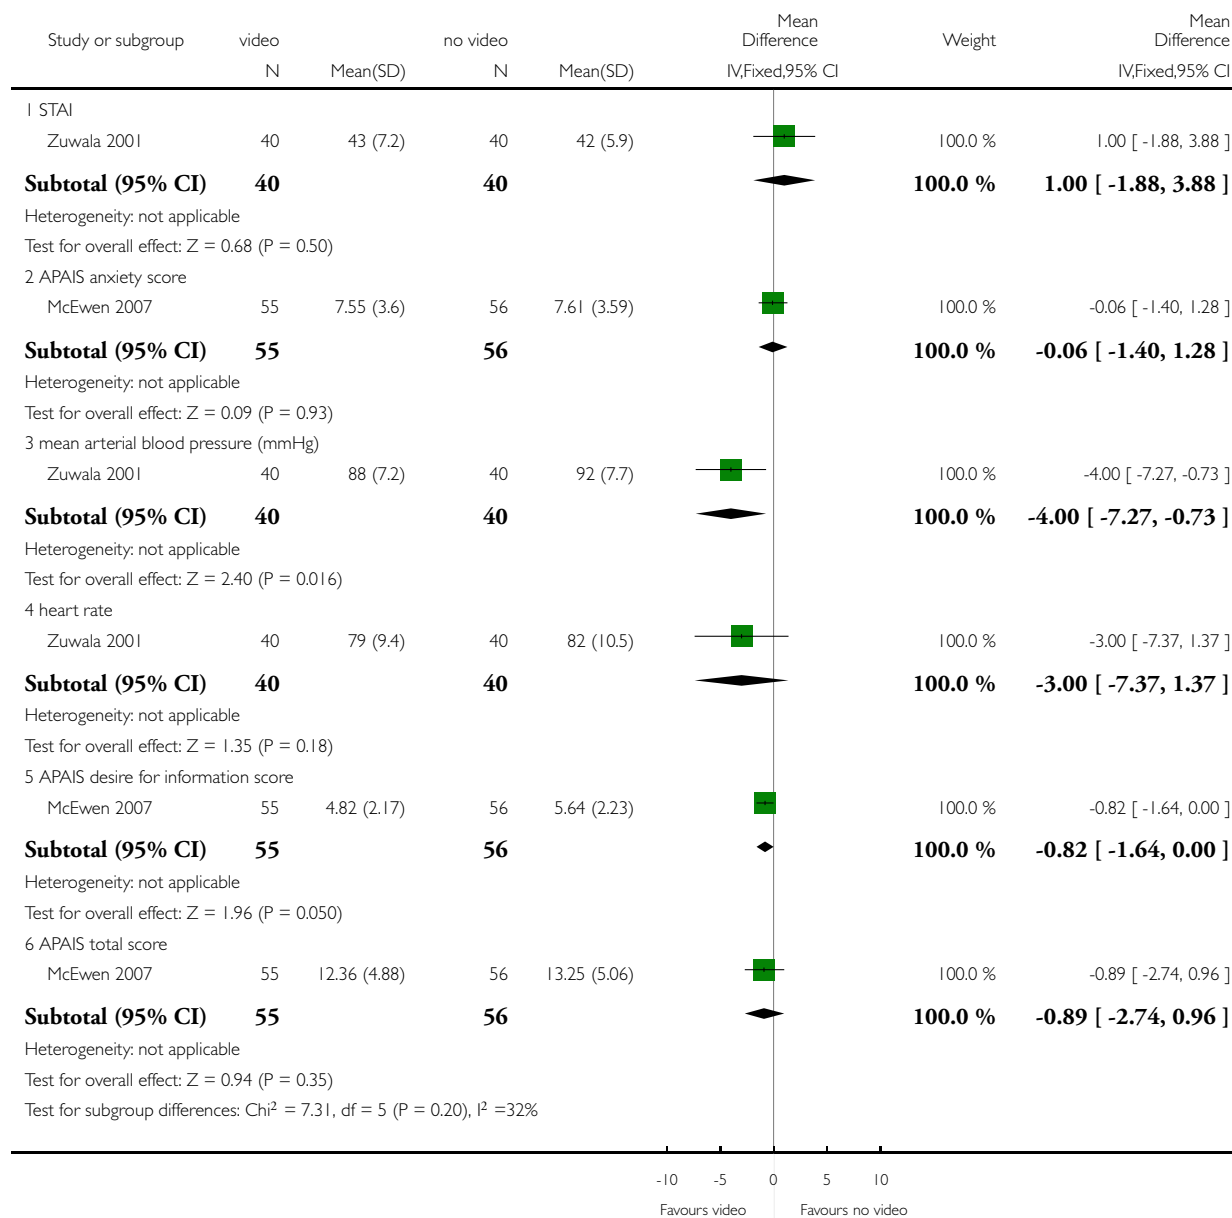 Study or subgroup video no video Mean Difference Weight Mean Difference
N Mean(SD) N Mean(SD) IV,Fixed,95% CI IV,Fixed,95% CI
1 STAI
Zuwala 2001 40 43 (7.2) 40 42 (5.9) 100.0 % 1.00 [ -1.88, 3.88 ]
Subtotal (95% CI) 40 40 100.0 % 1.00 [ -1.88, 3.88 ]
Heterogeneity: not applicable
Test for overall effect: Z = 0.68 (P = 0.50)
2 APAIS anxiety score
McEwen 2007 55 7.55 (3.6) 56 7.61 (3.59) 100.0 % -0.06 [ -1.40, 1.28 ]
Subtotal (95% CI) 55 56 100.0 % -0.06 [ -1.40, 1.28 ]
Heterogeneity: not applicable
Test for overall effect: Z = 0.09 (P = 0.93)
3 mean arterial blood pressure (mmHg)
Zuwala 2001 40 88 (7.2) 40 92 (7.7) 100.0 % -4.00 [ -7.27, -0.73 ]
Subtotal (95% CI) 40 40 100.0 % -4.00 [ -7.27, -0.73 ]
Heterogeneity: not applicable
Test for overall effect: Z = 2.40 (P = 0.016)
4 heart rate
Zuwala 2001 40 79 (9.4) 40 82 (10.5) 100.0 % -3.00 [ -7.37, 1.37 ]
Subtotal (95% CI) 40 40 100.0 % -3.00 [ -7.37, 1.37 ]
Heterogeneity: not applicable
Test for overall effect: Z = 1.35 (P = 0.18)
5 APAIS desire for information score
McEwen 2007 55 4.82 (2.17) 56 5.64 (2.23) 100.0 % -0.82 [ -1.64, 0.00 ]
Subtotal (95% CI) 55 56 100.0 % -0.82 [ -1.64, 0.00 ]
Heterogeneity: not applicable
Test for overall effect: Z = 1.96 (P = 0.050)
6 APAIS total score
McEwen 2007 55 12.36 (4.88) 56 13.25 (5.06) 100.0 % -0.89 [ -2.74, 0.96 ]
Subtotal (95% CI) 55 56 100.0 % -0.89 [ -2.74, 0.96 ]
Heterogeneity: not applicable
Test for overall effect: Z = 0.94 (P = 0.35)
Test for subgroup differences: Chi² = 7.31, df = 5 (P = 0.20), I² =32%
-10 -5 0 5 10
Favours video Favours no video